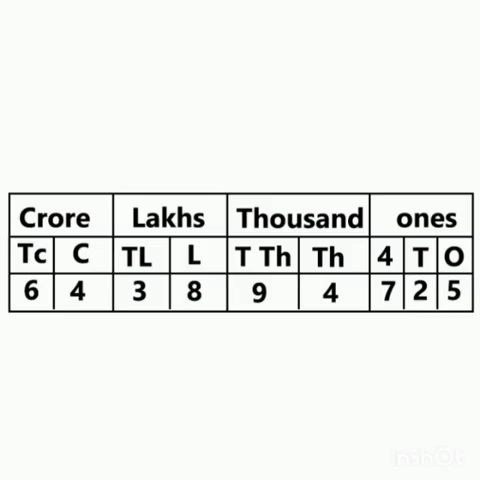 Crore Lakhs Thousand ones
Tc C TL L T Th Th 4 T O
6 4 3 8 9 4 7 2 5